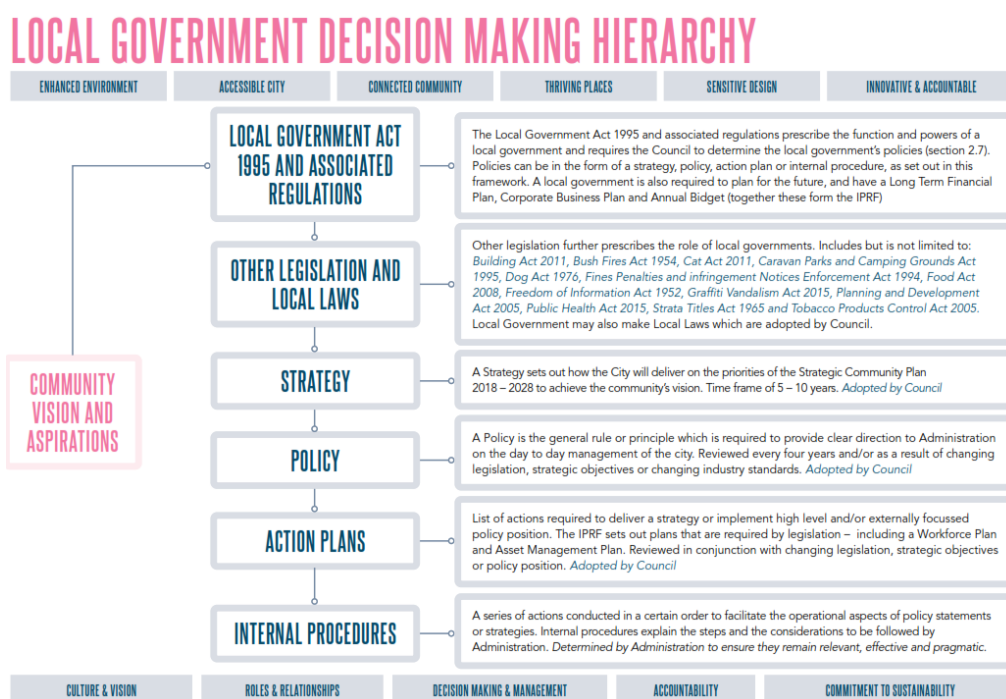 LOCAL GOVERNMENT DECISION MAKING HIERARCHY
ENHANCED ENVIRONMENT
ACCESSIBLE CITY
CONNECTED COMMUNITY
THRIVING PLACES
SENSITIVE DESIGN
INNOVATIVE & ACCOUNTABLE
LOCAL GOVERNMENT ACT
1995 AND ASSOCIATED
REGULATIONS
The Local Government Act 1995 and associated regulations prescribe the function and powers of a
local government and requires the Council to determine the local government's policies (section 2.7).
Policies can be in the form of a strategy, policy, action plan or internal procedure, as set out in this
framework. A local government is also required to plan for the future, and have a Long Term Financial
Plan, Corporate Business Plan and Annual Budget (together these form the IPRF)
OTHER LEGISLATION AND
LOCAL LAWS
Other legislation further prescribes the role of local governments. Includes but is not limited to:
Building Act 2011, Bush Fires Act 1954, Cat Act 2011, Caravan Parks and Camping Grounds Act
1995, Dog Act 1976, Fines Penalties and infringement Notices Enforcement Act 1994, Food Act
2008, Freedom of Information Act 1952, Graffiti Vandalism Act 2015, Planning and Development
Act 2005, Public Health Act 2015, Strata Titles Act 1965 and Tobacco Products Control Act 2005.
Local Government may also make Local Laws which are adopted by Council.
COMMUNITY
VISION AND
ASPIRATIONS
STRATEGY
A Strategy sets out how the City will deliver on the priorities of the Strategic Community Plan
2018 – 2028 to achieve the community's vision. Time frame of 5 – 10 years. Adopted by Council
POLICY
A Policy is the general rule or principle which is required to provide clear direction to Administration
on the day to day management of the city. Reviewed every four years and/or as a result of changing
legislation, strategic objectives or changing industry standards. Adopted by Council
ACTION PLANS
List of actions required to deliver a strategy or implement high level and/or externally focussed
policy position. The IPRF sets out plans that are required by legislation – including a Workforce Plan
and Asset Management Plan. Reviewed in conjunction with changing legislation, strategic objectives
or policy position. Adopted by Council
INTERNAL PROCEDURES
A series of actions conducted in a certain order to facilitate the operational aspects of policy statements
or strategies. Internal procedures explain the steps and the considerations to be followed by
Administration. Determined by Administration to ensure they remain relevant, effective and pragmatic.
CULTURE & VISION
ROLES & RELATIONSHIPS
DECISION MAKING & MANAGEMENT
ACCOUNTABILITY
COMMITMENT TO SUSTAINABILITY